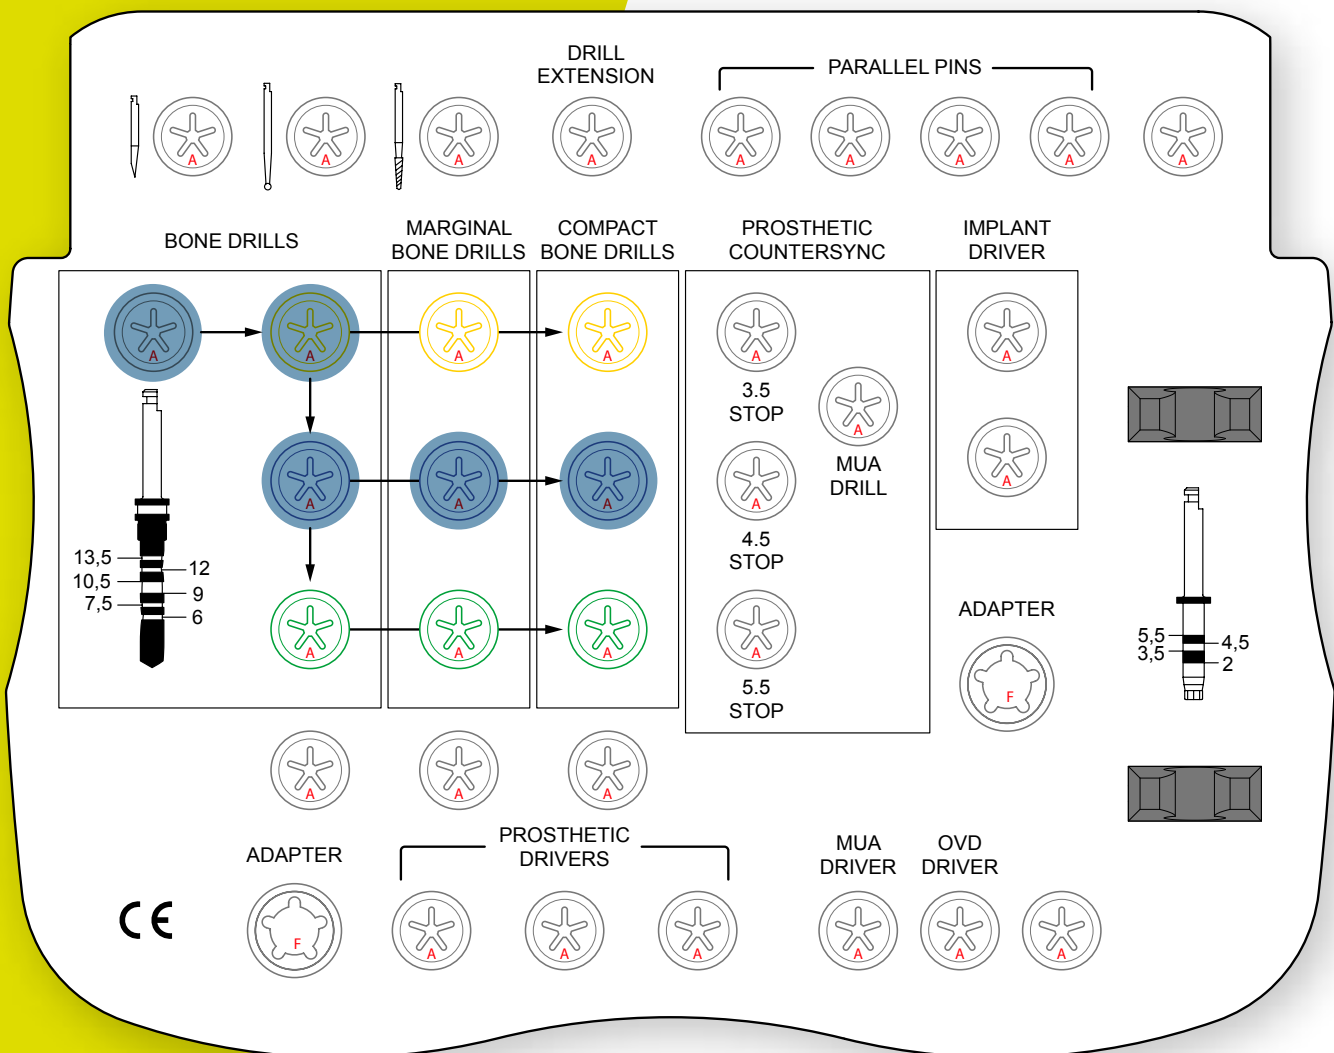 DRILL
EXTENSION
PARALLEL PINS
A A A A A A A A A
BONE DRILLS
MARGINAL
BONE DRILLS
COMPACT
BONE DRILLS
PROSTHETIC
COUNTERSYNC
IMPLANT
DRIVER
A A A A A A
3.5
STOP
A
MUA
DRILL
A
A A A A
4.5
STOP
13,5
12
10,5
9
7,5
6
A A A A
5.5
STOP
ADAPTER
F
5,5
4,5
3,5
2
A A A
ADAPTER
F
PROSTHETIC
DRIVERS
A A A
MUA
DRIVER
OVD
DRIVER
A A A
CE